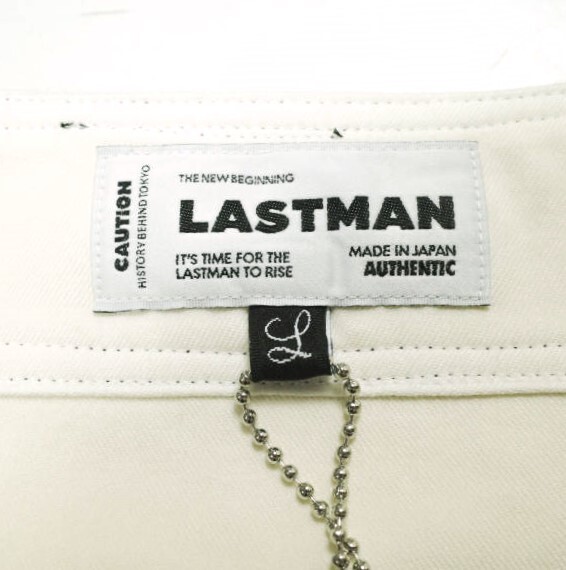 CAUTION
HISTORY BEHIND TOKYO
THE NEW BEGINNING
LASTMAN
IT'S TIME FOR THE
LASTMAN TO RISE
MADE IN JAPAN
AUTHENTIC
L